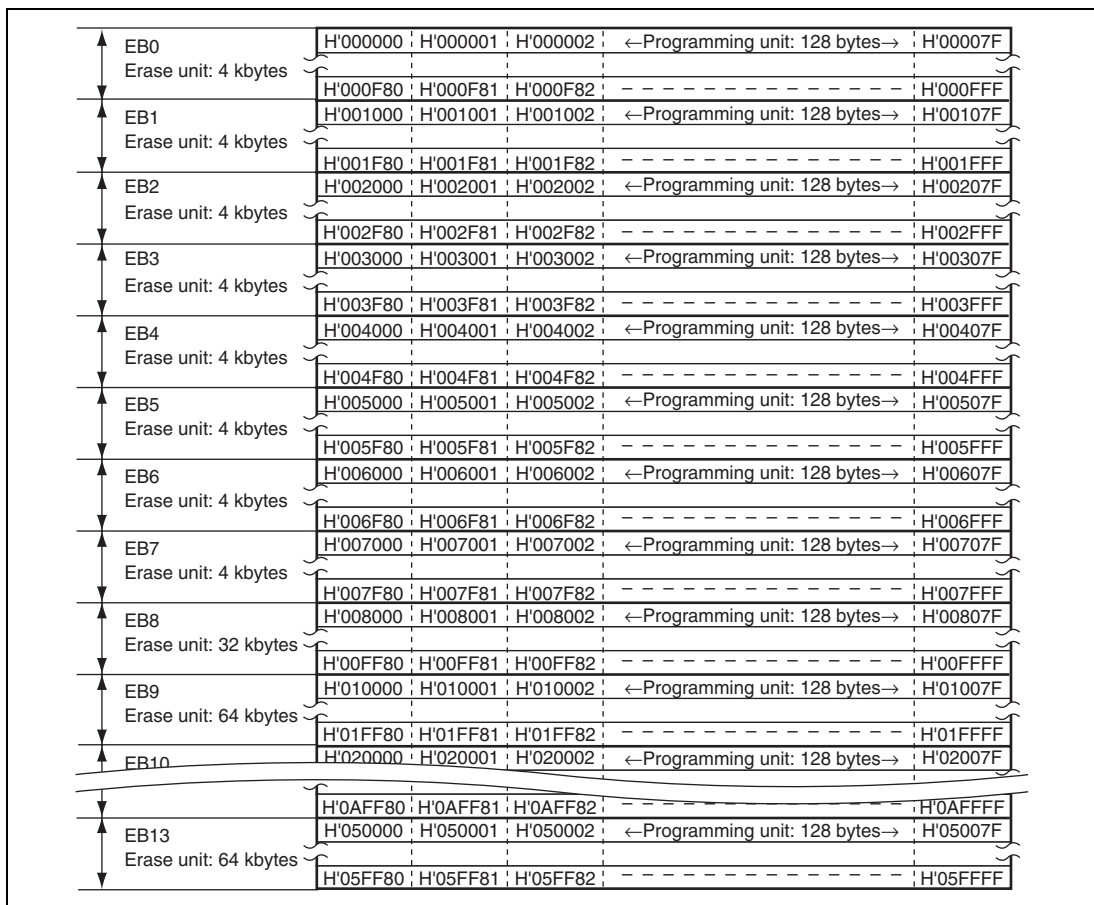 EB0 H'000000 H'000001 H'000002 ←Programming unit: 128 bytes→ H'00007F
Erase unit: 4 kbytes
H'000F80 H'000F81 H'000F82 – – – – – – – – – – – – – – H'000FFF
EB1 H'001000 H'001001 H'001002 ←Programming unit: 128 bytes→ H'00107F
Erase unit: 4 kbytes
H'001F80 H'001F81 H'001F82 – – – – – – – – – – – – – – H'001FFF
EB2 H'002000 H'002001 H'002002 ←Programming unit: 128 bytes→ H'00207F
Erase unit: 4 kbytes
H'002F80 H'002F81 H'002F82 – – – – – – – – – – – – – – H'002FFF
EB3 H'003000 H'003001 H'003002 ←Programming unit: 128 bytes→ H'00307F
Erase unit: 4 kbytes
H'003F80 H'003F81 H'003F82 – – – – – – – – – – – – – – H'003FFF
EB4 H'004000 H'004001 H'004002 ←Programming unit: 128 bytes→ H'00407F
Erase unit: 4 kbytes
H'004F80 H'004F81 H'004F82 – – – – – – – – – – – – – – H'004FFF
EB5 H'005000 H'005001 H'005002 ←Programming unit: 128 bytes→ H'00507F
Erase unit: 4 kbytes
H'005F80 H'005F81 H'005F82 – – – – – – – – – – – – – – H'005FFF
EB6 H'006000 H'006001 H'006002 ←Programming unit: 128 bytes→ H'00607F
Erase unit: 4 kbytes
H'006F80 H'006F81 H'006F82 – – – – – – – – – – – – – – H'006FFF
EB7 H'007000 H'007001 H'007002 ←Programming unit: 128 bytes→ H'00707F
Erase unit: 4 kbytes
H'007F80 H'007F81 H'007F82 – – – – – – – – – – – – – – H'007FFF
EB8 H'008000 H'008001 H'008002 ←Programming unit: 128 bytes→ H'00807F
Erase unit: 32 kbytes
H'00FF80 H'00FF81 H'00FF82 – – – – – – – – – – – – – – H'00FFFF
EB9 H'010000 H'010001 H'010002 ←Programming unit: 128 bytes→ H'01007F
Erase unit: 64 kbytes
H'01FF80 H'01FF81 H'01FF82 – – – – – – – – – – – – – – H'01FFFF
EB10 H'020000 H'020001 H'020002 ←Programming unit: 128 bytes→ H'02007F
H'0AFF80 H'0AFF81 H'0AFF82 – – – – – – – – – – – – – – H'0AFFFF
EB13 H'050000 H'050001 H'050002 ←Programming unit: 128 bytes→ H'05007F
Erase unit: 64 kbytes
H'05FF80 H'05FF81 H'05FF82 – – – – – – – – – – – – – – H'05FFFF